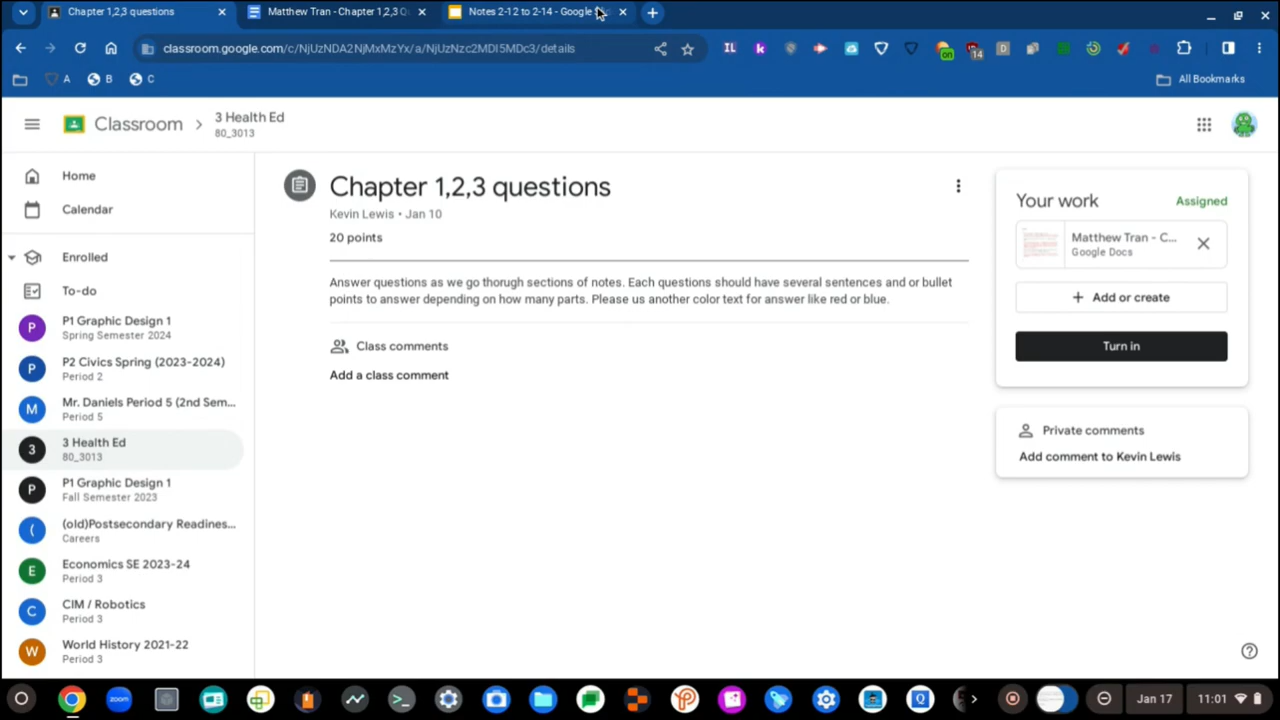 Chapter 1,2,3 questions
Matthew Tran - Chapter 1,2,3 Q
Notes 2-12 to 2-14 - Google
classroom.google.com/c/NjUzNDA2NjMxMzYx/a/NjUzNzc2MDI5MDc3/details
IL
k
on
14
D
A
B
C
All Bookmarks
Classroom
3 Health Ed
80_3013
Home
Calendar
Enrolled
To-do
P
P1 Graphic Design 1
Spring Semester 2024
P
P2 Civics Spring (2023-2024)
Period 2
M
Mr. Daniels Period 5 (2nd Sem...
Period 5
3
3 Health Ed
80_3013
P
P1 Graphic Design 1
Fall Semester 2023
(
(old)Postsecondary Readines...
Careers
E
Economics SE 2023-24
Period 3
C
CIM / Robotics
Period 3
W
World History 2021-22
Period 3
Chapter 1,2,3 questions
Kevin Lewis • Jan 10
20 points
Answer questions as we go thorugh sections of notes. Each questions should have several sentences and or bullet
points to answer depending on how many parts. Please us another color text for answer like red or blue.
Class comments
Add a class comment
Your work
Assigned
Matthew Tran - C...
Google Docs
+ Add or create
Turn in
Private comments
Add comment to Kevin Lewis
zoom
Q
Jan 17
11:01